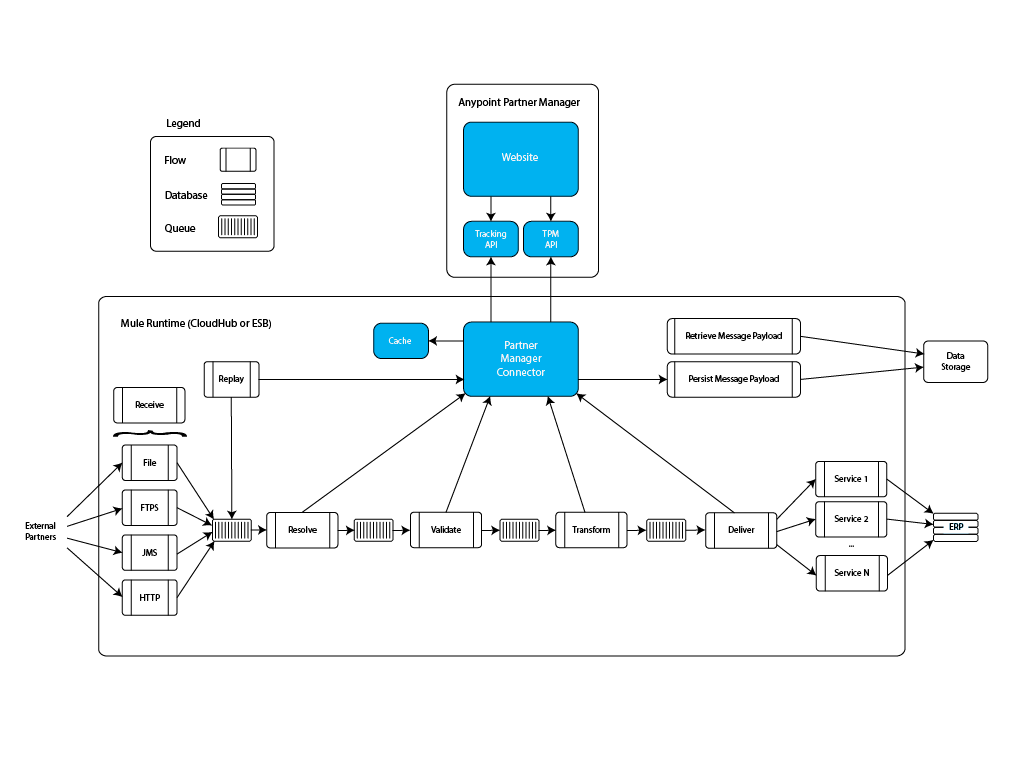 Anypoint Partner Manager
Website
Tracking
API
TPM
API
Legend
Flow
Database
Queue
Mule Runtime (CloudHub or ESB)
Cache
Partner
Manager
Connector
Retrieve Message Payload
Persist Message Payload
Data
Storage
Replay
Receive
File
FTPS
JMS
HTTP
External
Partners
Resolve
Validate
Transform
Deliver
Service 1
Service 2
...
Service N
ERP